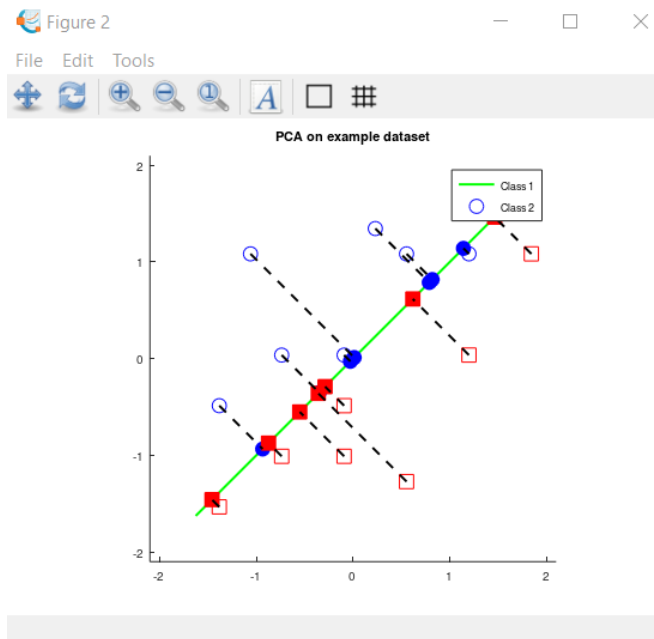 Figure 2
File Edit Tools
A
PCA on example dataset
2
1
0
-1
-2
-2 -1 0 1 2
Class 1
Class 2